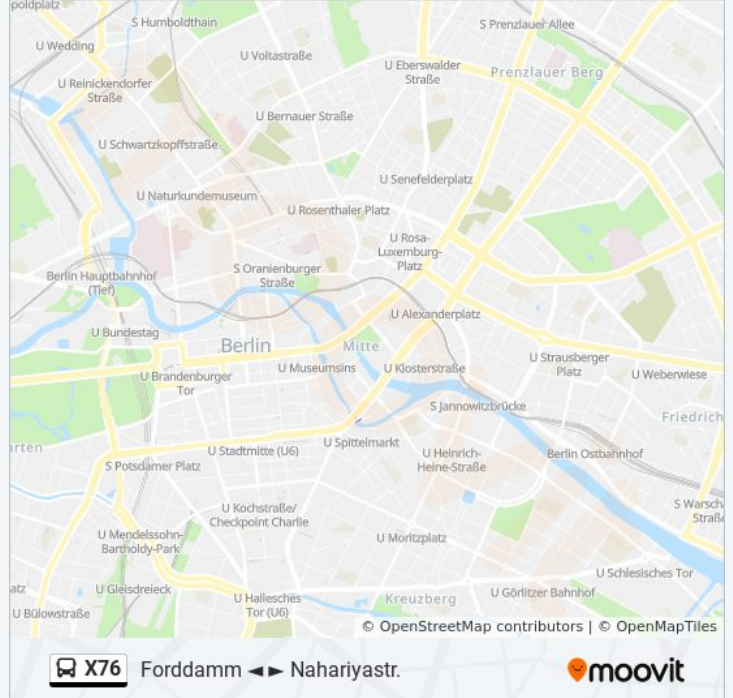 poldplatz
S Humboldthain
S Prenzlauer Allee
U Wedding
U Voltastraße
U Eberswalder
Straße
Prenzlauer Berg
U Reinickendorfer
Straße
U Bernauer Straße
U Schwartzkopffstraße
U Senefelderplatz
U Naturkundemuseum
U Rosenthaler Platz
U Rosa-
Luxemburg-
Platz
S Oranienburger
Straße
Berlin Hauptbahnhof
(Tief)
U Alexanderplatz
U Bundestag
Berlin
Mitte
U Strausberger
Platz
U Museumsins
U Klosterstraße
U Weberwiese
U Brandenburger
Tor
S Jannowitzbrücke
Friedrich
U Spittelmarkt
rten
U Stadtmitte (U6)
U Heinrich-
Heine-Straße
Berlin Ostbahnhof
S Potsdamer Platz
S Warsch
Straße
U Kochstraße/
Checkpoint Charlie
U Mendelssohn-
Bartholdy-Park
U Moritzplatz
U Schlesisches Tor
atz
U Gleisdreieck
U Görlitzer Bahnhof
U Hallesches
Tor (U6)
Kreuzberg
U Bülowstraße
© OpenStreetMap contributors | © OpenMapTiles
X76 Forddamm ◄► Nahariyastr.
moovit